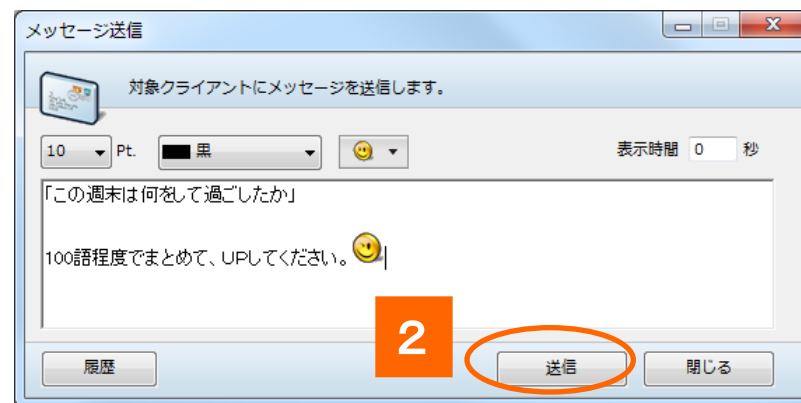 メッセージ送信
対象クライアントにメッセージを送信します。
10 Pt. 黒 表示時間 0 秒
「この週末は何をして過ごしたか」
100語程度でまとめて、UPしてください。
2
履歴 送信 閉じる